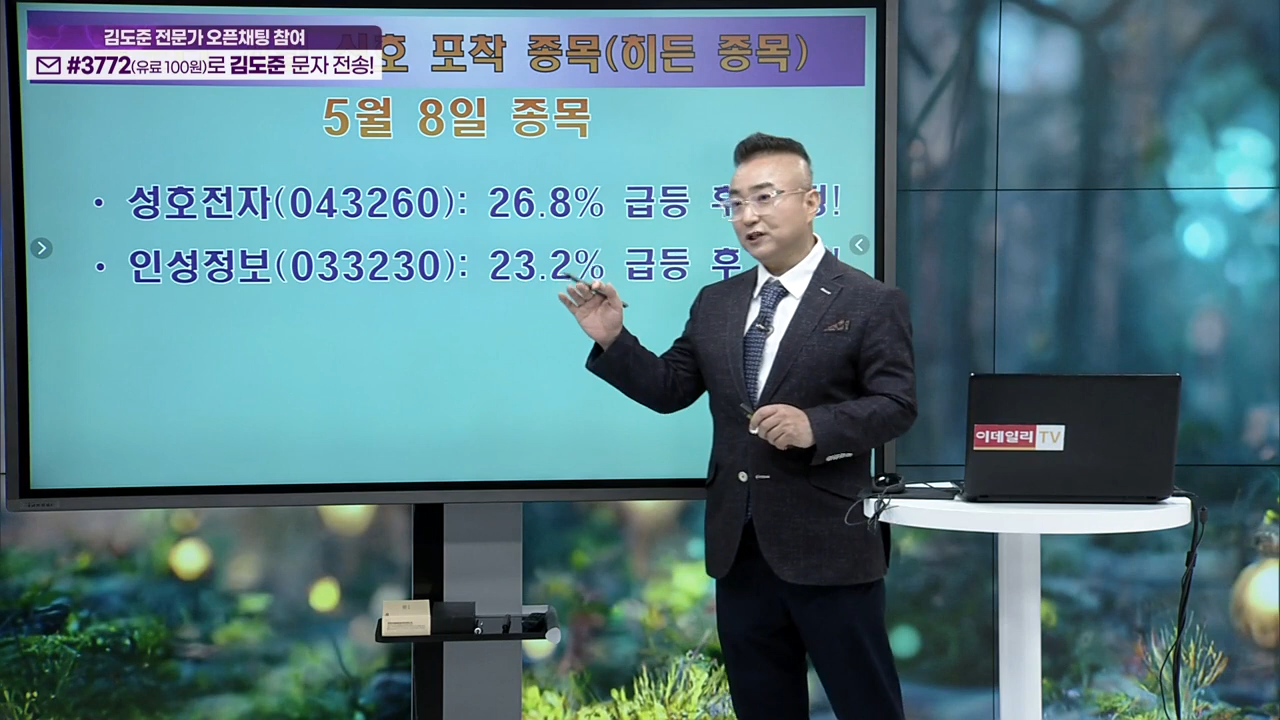 김도준 전문가 오픈채팅 참여
#3772(유료 100원)로 김도준 문자 전송!
호 포착 종목(히든 종목)
5월 8일 종목
· 성호전자(043260): 26.8% 급등 후 !
· 인성정보(033230): 23.2% 급등 후
이데일리 TV